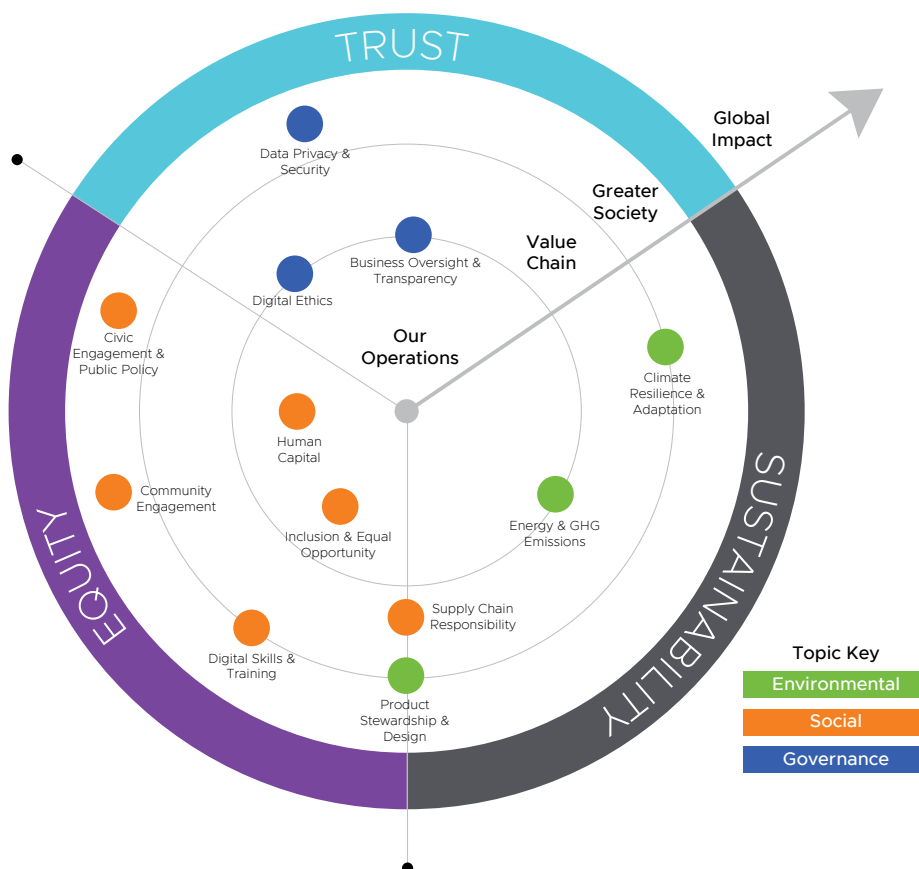 TRUST
Global
Impact
Data Privacy &
Security
Greater
Society
Value
Chain
Business Oversight &
Transparency
Digital Ethics
Our
Operations
Civic
Engagement &
Public Policy
Climate
Resilience &
Adaptation
Human
Capital
Community
Engagement
Energy & GHG
Emissions
Inclusion & Equal
Opportunity
EQUITY
SUSTAINABILITY
Supply Chain
Responsibility
Digital Skills &
Training
Product
Stewardship &
Design
Topic Key
Environmental
Social
Governance